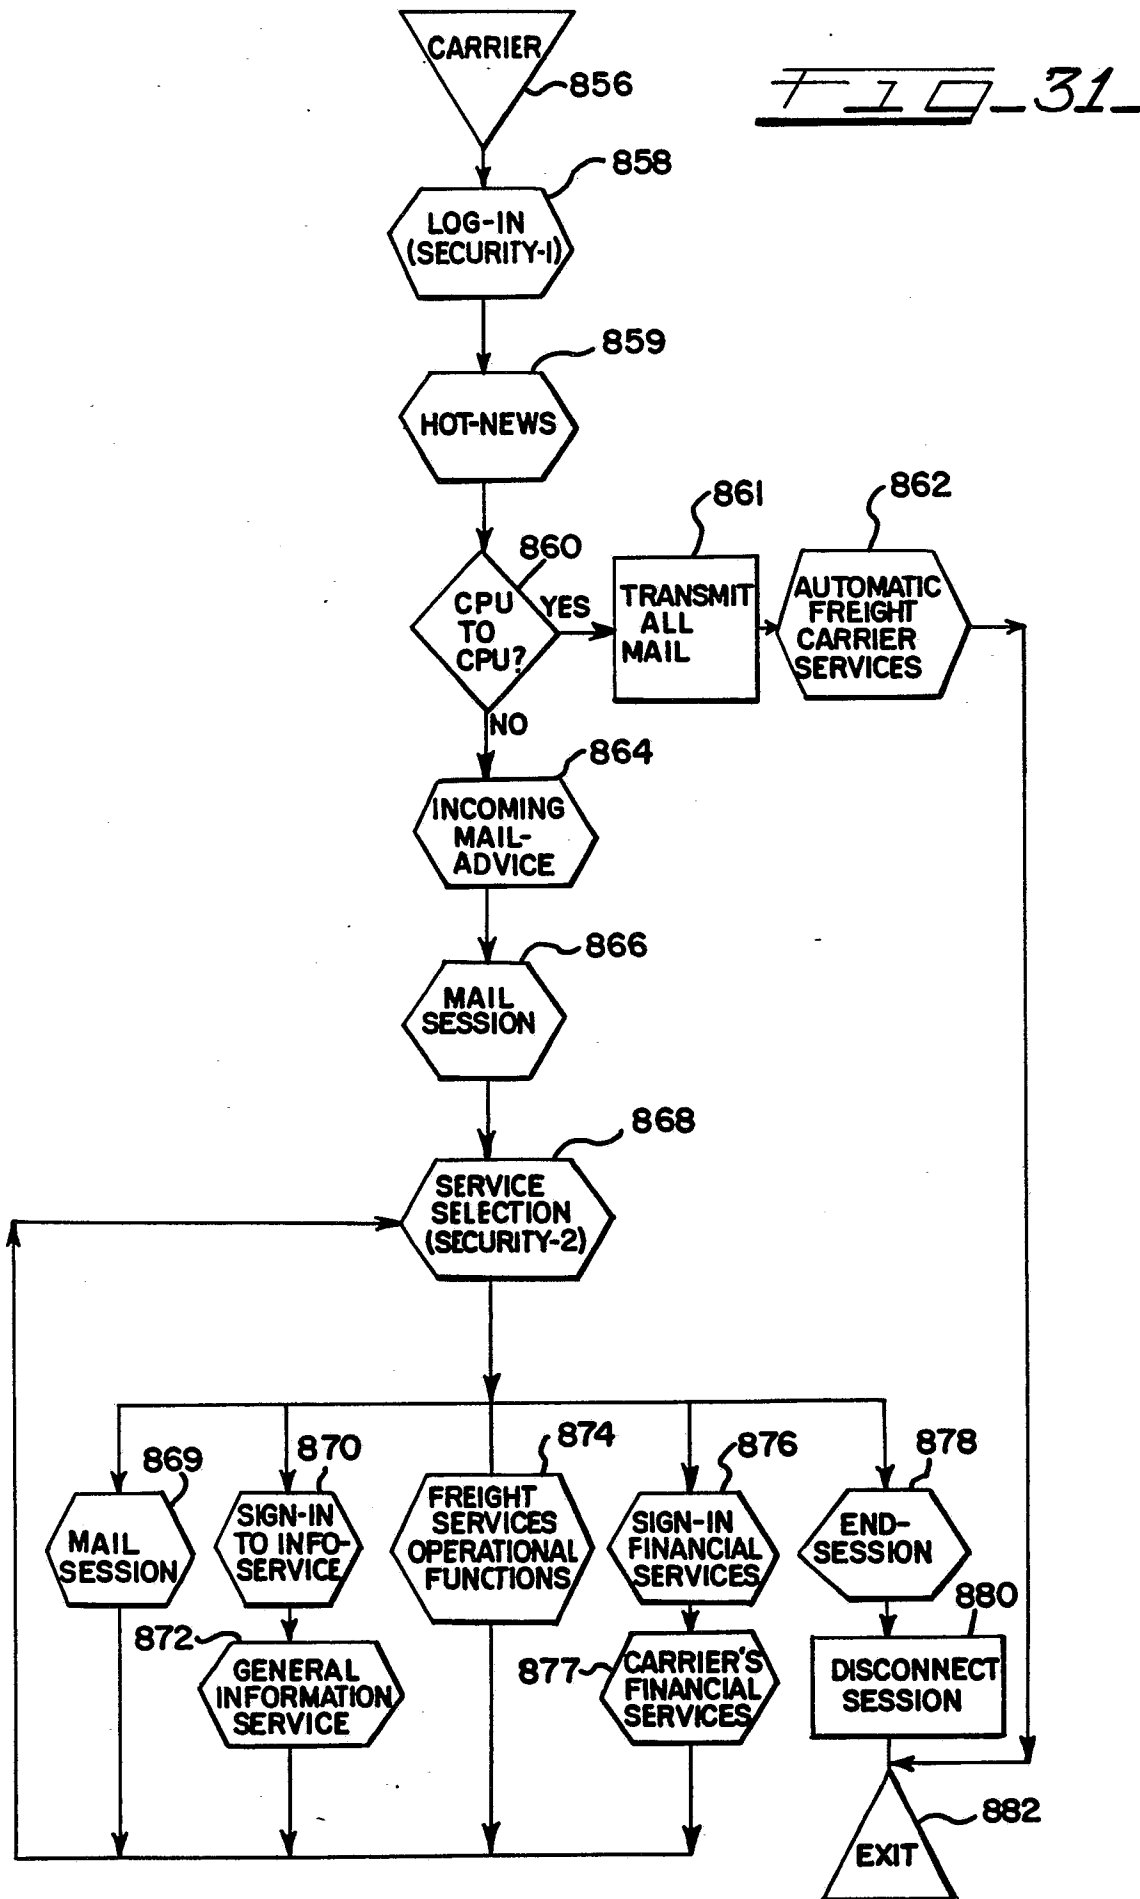 CARRIER
856
Fig_31_
858
LOG-IN
(SECURITY-1)
859
HOT-NEWS
860
CPU
TO
CPU?
YES
NO
861
TRANSMIT
ALL
MAIL
862
AUTOMATIC
FREIGHT
CARRIER
SERVICES
864
INCOMING
MAIL-
ADVICE
866
MAIL
SESSION
868
SERVICE
SELECTION
(SECURITY-2)
869
MAIL
SESSION
870
SIGN-IN
TO INFO-
SERVICE
872
GENERAL
INFORMATION
SERVICE
874
FREIGHT
SERVICES
OPERATIONAL
FUNCTIONS
876
SIGN-IN
FINANCIAL
SERVICES
877
CARRIER'S
FINANCIAL
SERVICES
878
END-
SESSION
880
DISCONNECT
SESSION
882
EXIT